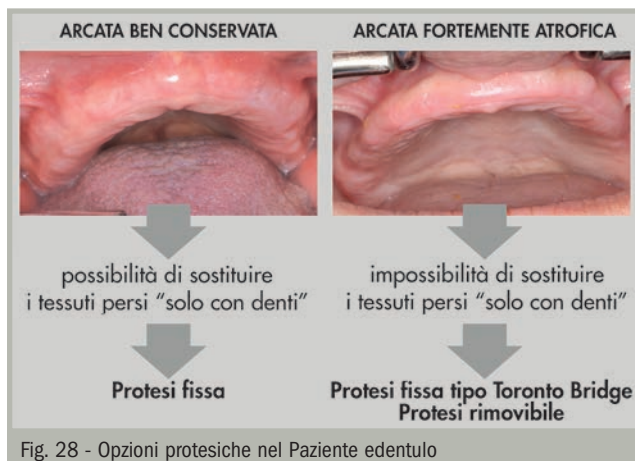 ARCATA BEN CONSERVATA
ARCATA FORTEMENTE ATROFICA
possibilità di sostituire
i tessuti persi “solo con denti”
impossibilità di sostituire
i tessuti persi “solo con denti”
Protesi fissa
Protesi fissa tipo Toronto Bridge
Protesi rimovibile
Fig. 28 - Opzioni protesiche nel Paziente edentulo